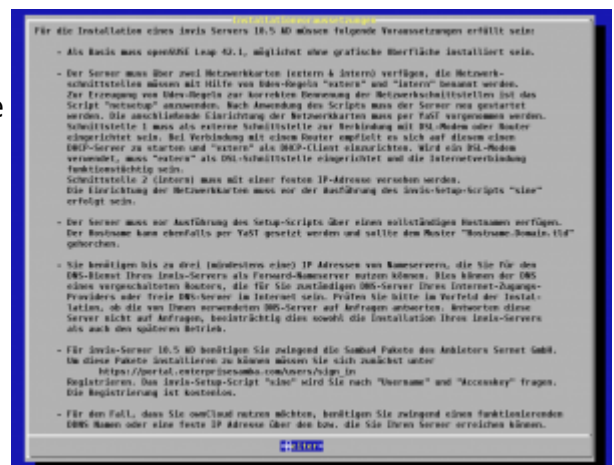 Installationsvoraussetzungen
Für die Installation eines invis Servers 10.5 AD müssen folgende Voraussetzungen erfüllt sein:
- Als Basis muss openSUSE Leap 42.1, möglichst ohne grafische Oberfläche installiert sein.
- Der Server muss über zwei Netzwerkkarten (extern & intern) verfügen, die Netzwerk-
schnittstellen müssen mit Hilfe von Udev-Regeln "extern" und "intern" benannt werden.
Zur Erzeugung von Udev-Regeln zur korrekten Benennung der Netzwerkschnittstellen ist das
Script "netsetup" anzuwenden. Nach Anwendung des Scripts muss der Server neu gestartet
werden. Die anschließende Einrichtung der Netzwerkkarten muss per YaST vorgenommen werden.
Schnittstelle 1 muss als externe Schnittstelle zur Verbindung mit DSL-Modem oder Router
eingerichtet sein. Bei Verbindung mit einem Router empfielt es sich auf diesem einen
DHCP-Server zu starten und "extern" als DHCP-Client einzurichten. Wird ein DSL-Modem
verwendet, muss "extern" als DSL-Schnittstelle eingerichtet und die Internetverbindung
funktionstüchtig sein.
Schnittstelle 2 (intern) muss mit einer festen IP-Adresse versehen werden.
Die Einrichtung der Netzwerkkarten muss vor der Ausführung des invis-Setup-Scripts "sine"
erfolgt sein.
- Der Server muss vor Ausführung des Setup-Scripts über einen vollständigen Hostnamen verfügen.
Der Hostname kann ebenfalls per YaST gesetzt werden und sollte dem Muster "Hostname.Domain.tld"
gehorchen.
- Sie benötigen bis zu drei (mindestens eine) IP Adressen von Nameservern, die Sie für den
DNS-Dienst Ihres invis-Servers als Forward-Nameserver nutzen können. Dies können der DNS
eines vorgeschalteten Routers, die für Sie zuständigen DNS-Server Ihres Internet-Zugangs-
Providers oder freie DNS-Server im Internet sein. Prüfen Sie bitte im Vorfeld der Instal-
lation, ob die von Ihnen verwendeten DNS-Server auf Anfragen antworten. Antworten diese
Server nicht auf Anfragen, beeinträchtig dies sowohl die Installation Ihres invis-Servers
als auch den späteren Betrieb.
- Für invis-Server 10.5 AD benötigen Sie zwingend die Samba4 Pakete des Anbieters Sernet GmbH.
Um diese Pakete installieren zu können müssen Sie sich zunächst unter
https://portal.enterprisesamba.com/users/sign_in
Registrieren. Das invis-Setup-Script "sine" wird Sie nach "Username" und "Accesskey" fragen.
Die Registrierung ist kostenlos.
- Für den Fall, dass Sie ownCloud nutzen möchten, benötigen Sie zwingend einen funktionierenden
DDNS Namen oder eine feste IP Adresse über den bzw. die Sie Ihren Server erreichen können.
Weiter>
e